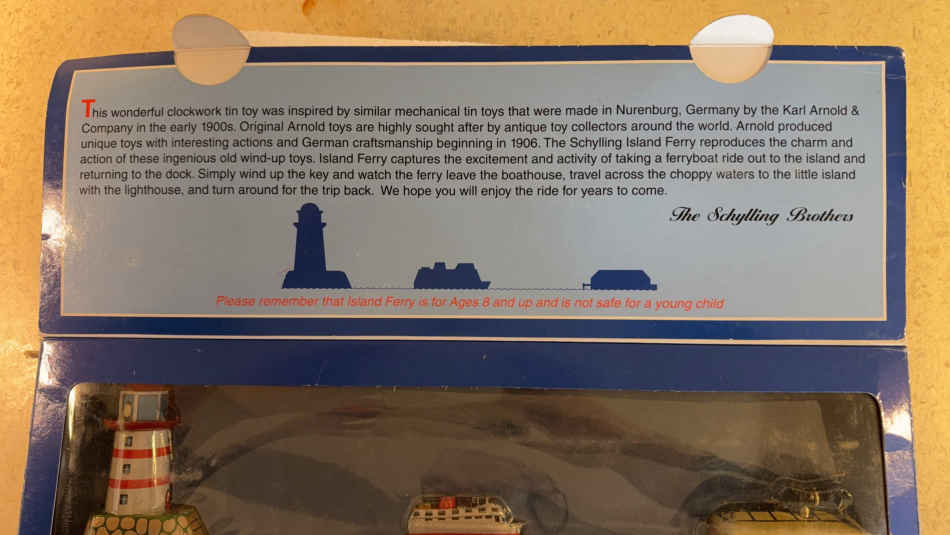 This wonderful clockwork tin toy was inspired by similar mechanical tin toys that were made in Nurenburg, Germany by the Karl Arnold &
Company in the early 1900s. Original Arnold toys are highly sought after by antique toy collectors around the world. Arnold produced
unique toys with interesting actions and German craftsmanship beginning in 1906. The Schylling Island Ferry reproduces the charm and
action of these ingenious old wind-up toys. Island Ferry captures the excitement and activity of taking a ferryboat ride out to the island and
returning to the dock. Simply wind up the key and watch the ferry leave the boathouse, travel across the choppy waters to the little island
with the lighthouse, and turn around for the trip back. We hope you will enjoy the ride for years to come.
The Schylling Brothers
Please remember that Island Ferry is for Ages 8 and up and is not safe for a young child